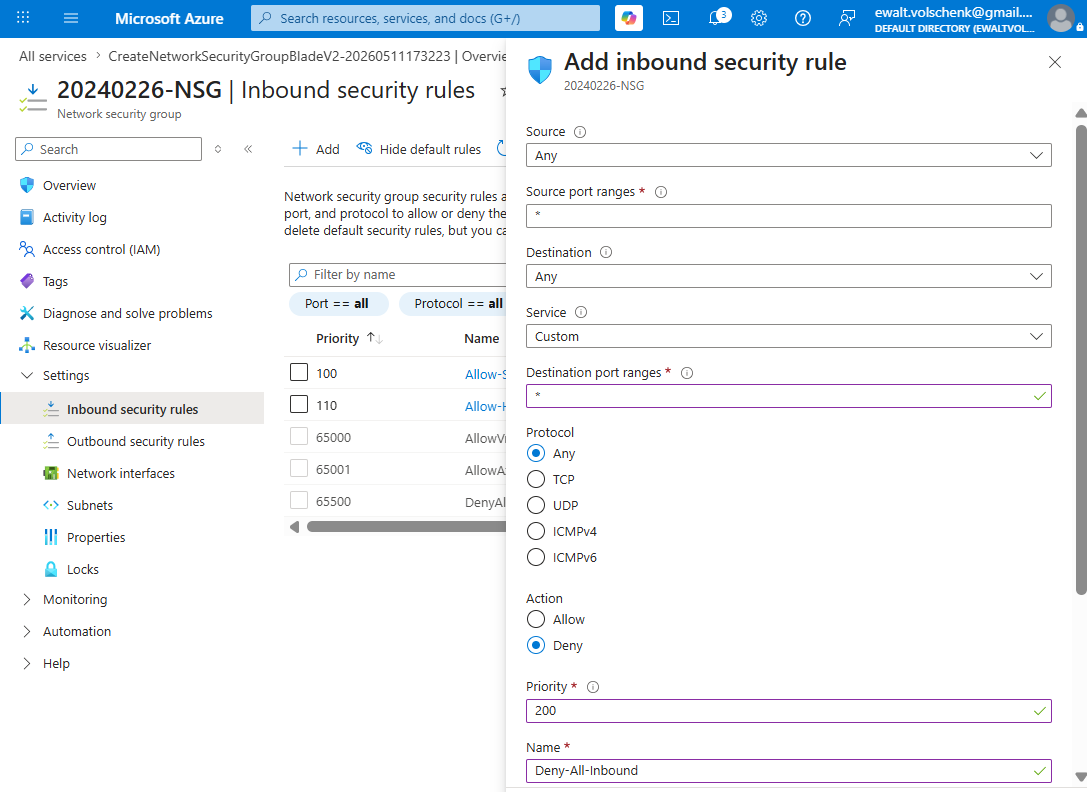 Microsoft Azure
Search resources, services, and docs (G+/)
3
ewalt.volschenk@gmail....
DEFAULT DIRECTORY (EWALTVOL...
All services > CreateNetworkSecurityGroupBladeV2-20260511173223 | Overvie
20240226-NSG | Inbound security rules
Network security group
Search
Overview
Activity log
Access control (IAM)
Tags
Diagnose and solve problems
Resource visualizer
Settings
Inbound security rules
Outbound security rules
Network interfaces
Subnets
Properties
Locks
Monitoring
Automation
Help
Add
Hide default rules
Network security group security rules a
port, and protocol to allow or deny the
delete default security rules, but you ca
Filter by name
Port == all
Protocol == all
Priority ↑↓ Name
100 Allow-S
110 Allow-H
65000 AllowVi
65001 AllowA
65500 DenyAl
Add inbound security rule
20240226-NSG
Source
Any
Source port ranges *
*
Destination
Any
Service
Custom
Destination port ranges *
*
Protocol
Any
TCP
UDP
ICMPv4
ICMPv6
Action
Allow
Deny
Priority *
200
Name *
Deny-All-Inbound